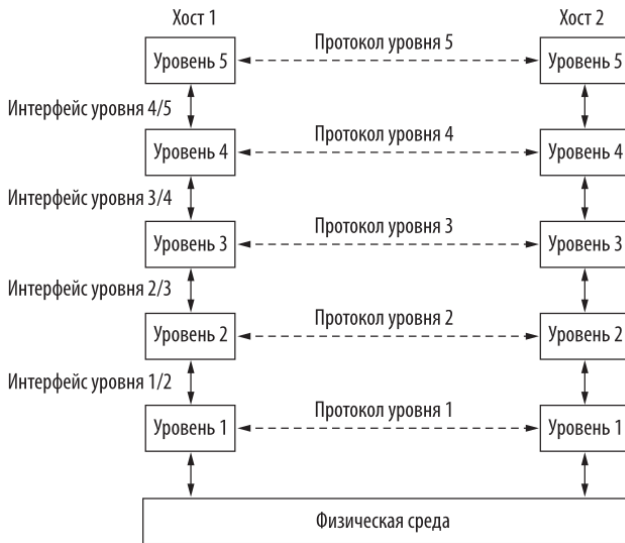 Хост 1
Хост 2
Уровень 5
Протокол уровня 5
Уровень 5
Интерфейс уровня 4/5
Уровень 4
Протокол уровня 4
Уровень 4
Интерфейс уровня 3/4
Уровень 3
Протокол уровня 3
Уровень 3
Интерфейс уровня 2/3
Уровень 2
Протокол уровня 2
Уровень 2
Интерфейс уровня 1/2
Уровень 1
Протокол уровня 1
Уровень 1
Физическая среда